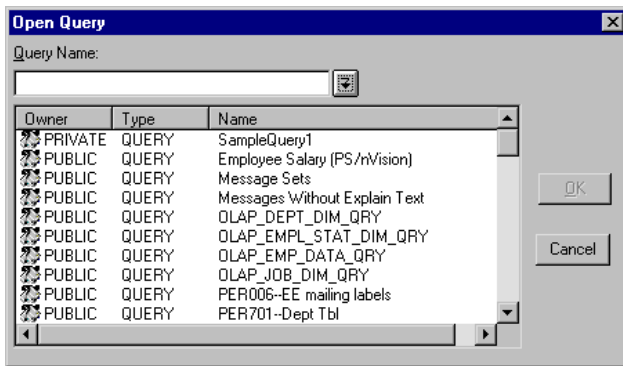 Open Query
Query Name:
Owner Type Name
PRIVATE QUERY SampleQuery1
PUBLIC QUERY Employee Salary (PS/nVision)
PUBLIC QUERY Message Sets
PUBLIC QUERY Messages Without Explain Text
PUBLIC QUERY OLAP_DEPT_DIM_QRY
PUBLIC QUERY OLAP_EMPL_STAT_DIM_QRY
PUBLIC QUERY OLAP_EMP_DATA_QRY
PUBLIC QUERY OLAP_JOB_DIM_QRY
PUBLIC QUERY PER006--EE mailing labels
PUBLIC QUERY PER701--Dept Tbl
OK
Cancel